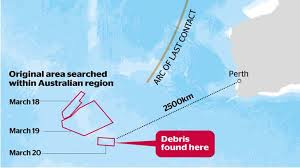 Original area searched
within Australian region
March 18
March 19
March 20
ARC OF LAST CONTACT
Perth
2500km
Debris
found here